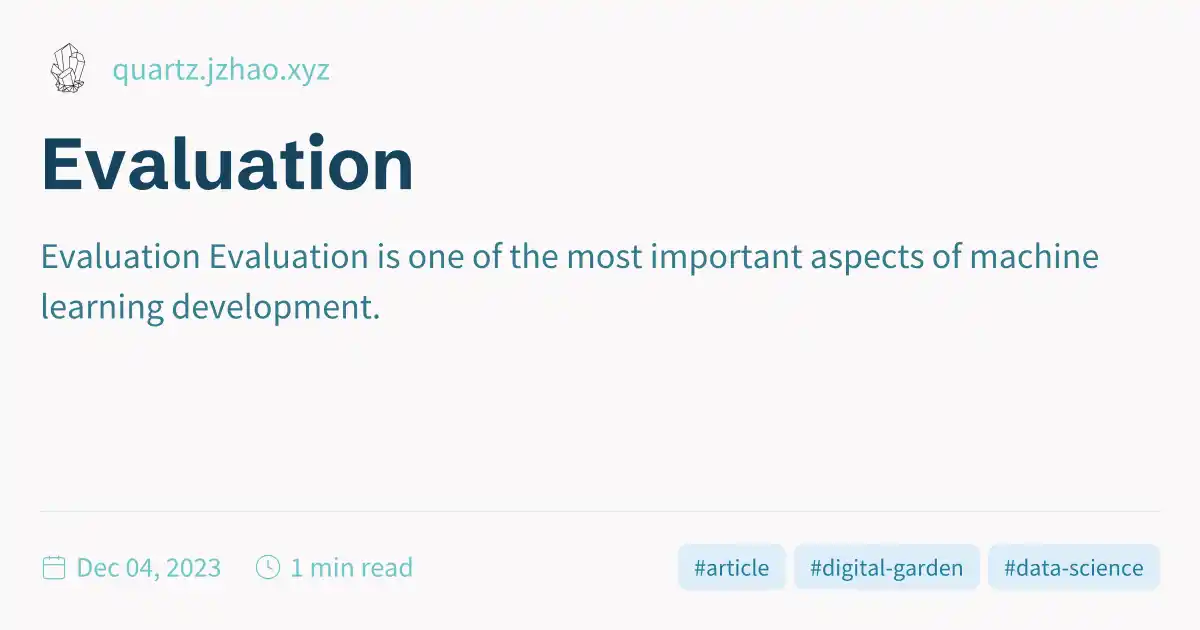 quartz.jzhao.xyz
Evaluation
Evaluation Evaluation is one of the most important aspects of machine
learning development.
Dec 04, 2023 1 min read #article #digital-garden #data-science